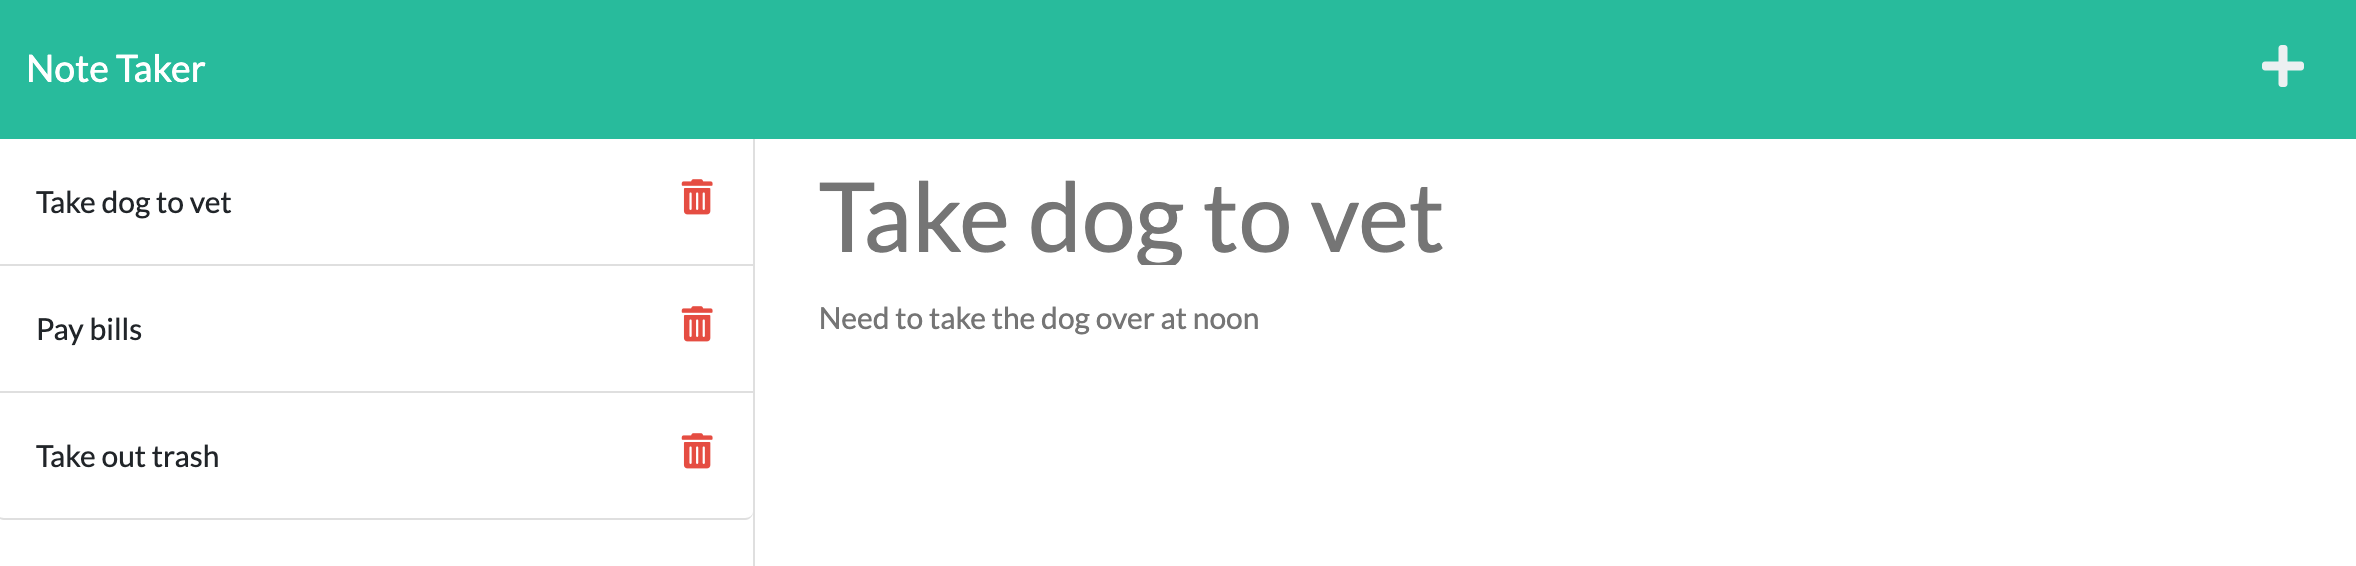 Note Taker
Take dog to vet
Pay bills
Take out trash
Take dog to vet
Need to take the dog over at noon